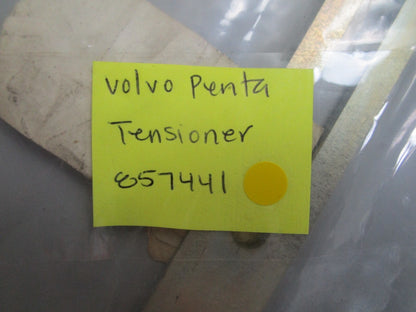 volvo penta
Tensioner
857441